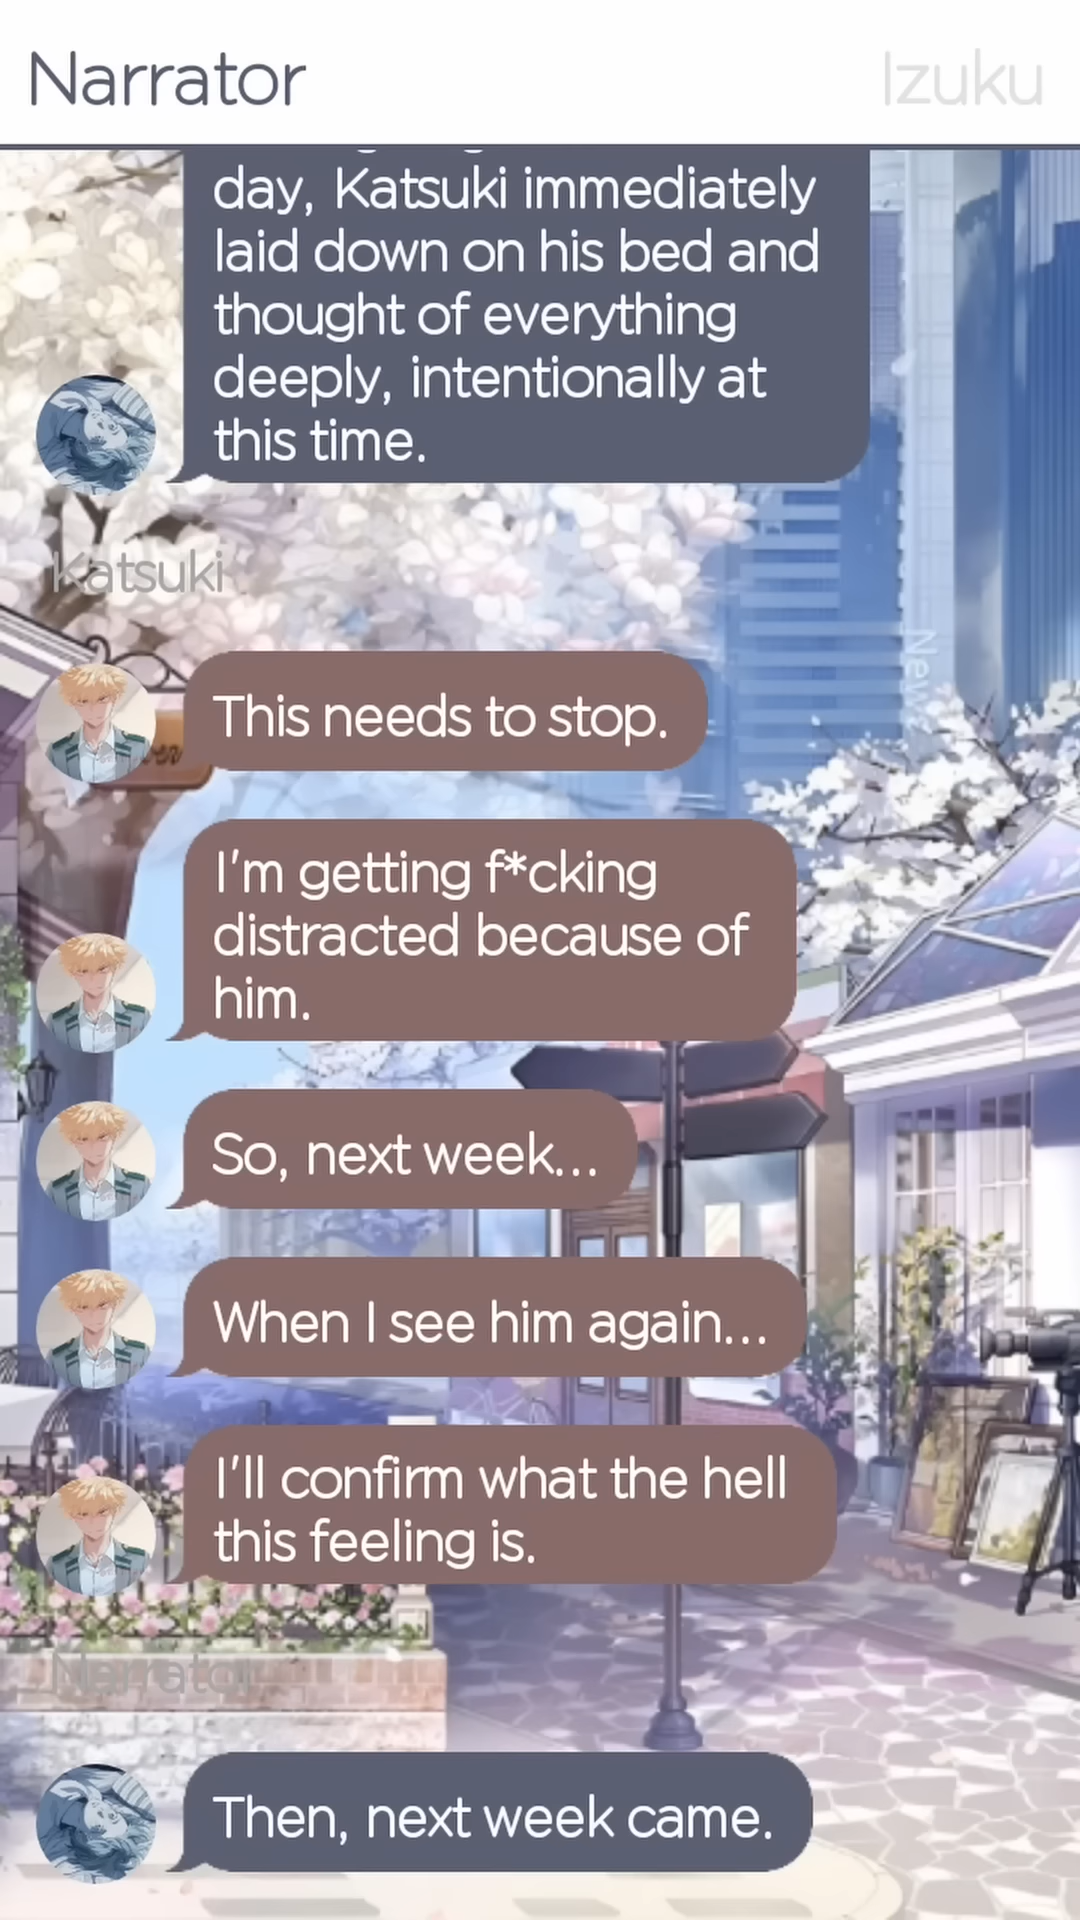 Narrator
Izuku
day, Katsuki immediately
laid down on his bed and
thought of everything
deeply, intentionally at
this time.
Katsuki
This needs to stop.
I'm getting f*cking
distracted because of
him.
So, next week...
When I see him again...
I'll confirm what the hell
this feeling is.
Narrator
Then, next week came.